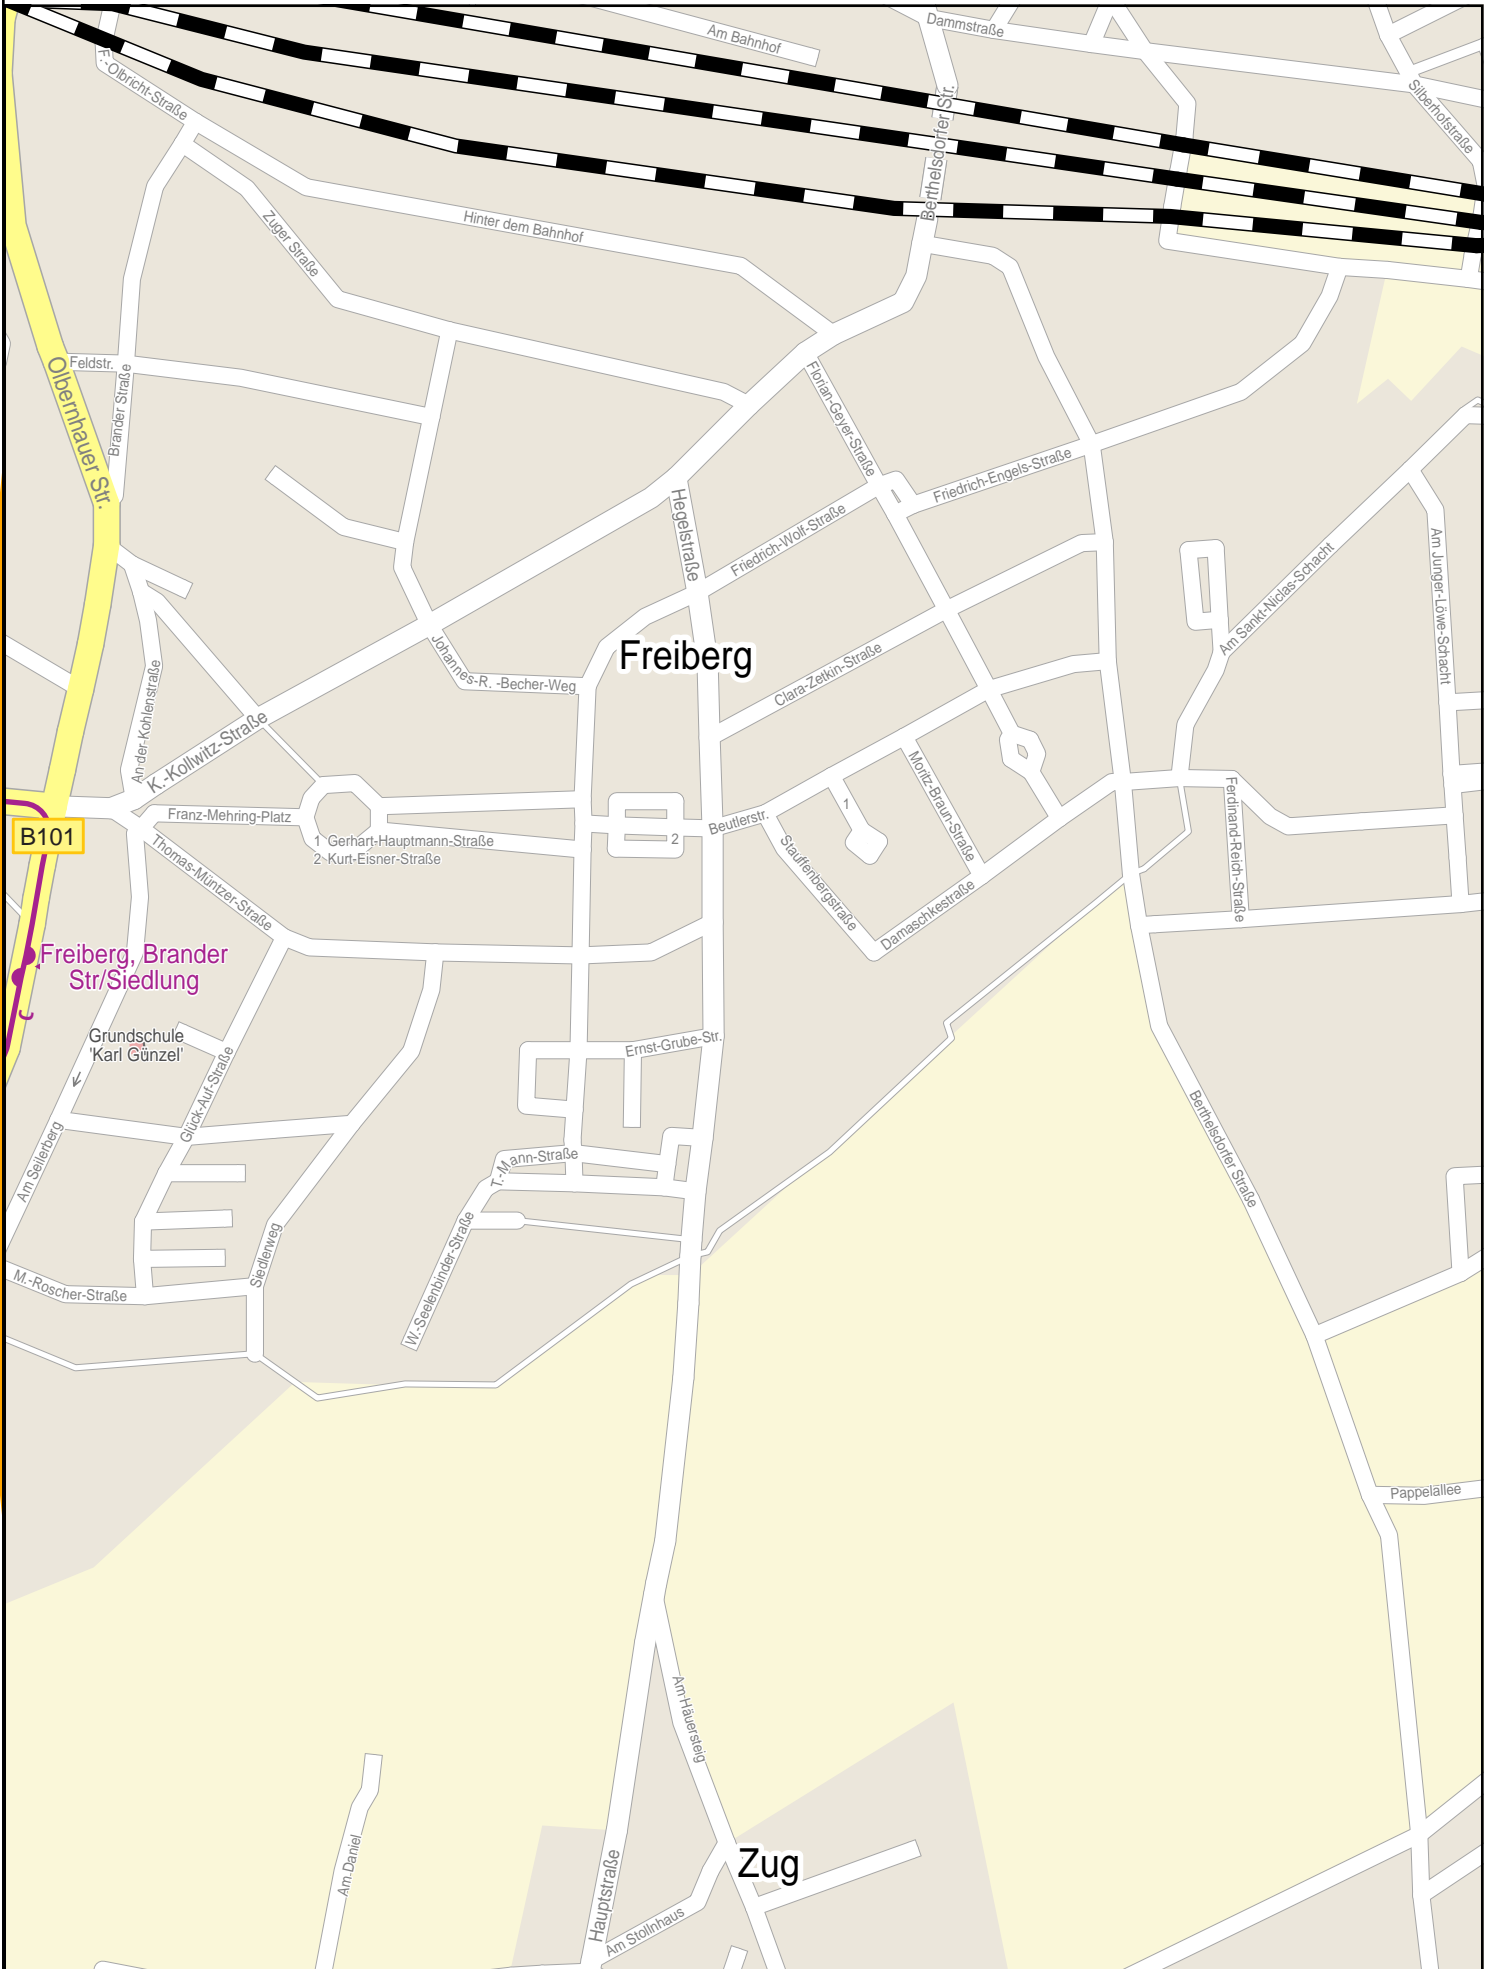 Am Bahnhof
Dammstraße
F.-Olbricht-Straße
Silberhofstraße
Berthelsdorfer Str.
Hinter dem Bahnhof
Zuger Straße
Feldstr.
Olbernhauer Str.
Brander Straße
Florian-Geyer-Straße
Friedrich-Engels-Straße
Hegelstraße
Friedrich-Wolf-Straße
Am Sankt-Niclas-Schacht
Am Junger-Löwe-Schacht
Freiberg
Johannes-R. -Becher-Weg
Clara-Zetkin-Straße
An-der-Kohlenstraße
K.-Kollwitz-Straße
Moritz-Braun-Straße
Ferdinand-Reich-Straße
Franz-Mehring-Platz
1
Beutlerstr.
B101
1 Gerhart-Hauptmann-Straße
2 Kurt-Eisner-Straße
2
Thomas-Müntzer-Straße
Stauffenbergstraße
Damaschkestraße
Freiberg, Brander
Str/Siedlung
Grundschule
'Karl Günzel'
Ernst-Grube-Str.
Glück-Auf-Straße
Am Seilerberg
T.-Mann-Straße
Berthelsdorfer Straße
W.-Seelenbinder-Straße
Siedlerweg
M.-Roscher-Straße
Pappelallee
Am-Häuersteig
Am-Daniel
Zug
Hauptstraße
Am Stollnhaus